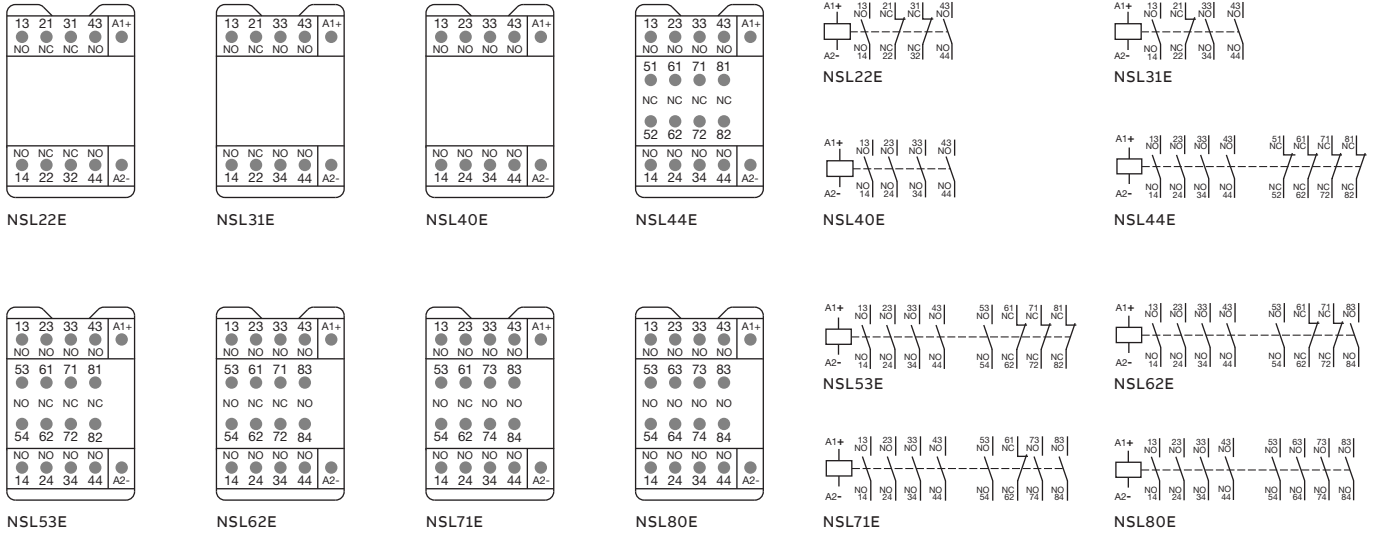 13 21 31 43 A1+
NO NC NC NO
NO NC NC NO
14 22 32 44 A2-
NSL22E
13 21 33 43 A1+
NO NC NO NO
NO NC NO NO
14 22 34 44 A2-
NSL31E
13 23 33 43 A1+
NO NO NO NO
NO NO NO NO
14 24 34 44 A2-
NSL40E
13 23 33 43 A1+
NO NO NO NO
51 61 71 81
NC NC NC NC
52 62 72 82
NO NO NO NO
14 24 34 44 A2-
NSL44E
A1+ 13 21 31 43
NO NC NC NO
NO NC NC NO
A2- 14 22 32 44
NSL22E
A1+ 13 21 33 43
NO NC NO NO
NO NC NO NO
A2- 14 22 34 44
NSL31E
A1+ 13 23 33 43
NO NO NO NO
NO NO NO NO
A2- 14 24 34 44
NSL40E
A1+ 13 23 33 43 51 61 71 81
NO NO NO NO NC NC NC NC
NO NO NO NO NC NC NC NC
A2- 14 24 34 44 52 62 72 82
NSL44E
13 23 33 43 A1+
NO NO NO NO
53 61 71 81
NO NC NC NC
54 62 72 82
NO NO NO NO
14 24 34 44 A2-
NSL53E
13 23 33 43 A1+
NO NO NO NO
53 61 71 83
NO NC NC NO
54 62 72 84
NO NO NO NO
14 24 34 44 A2-
NSL62E
13 23 33 43 A1+
NO NO NO NO
53 61 73 83
NO NC NO NO
54 62 74 84
NO NO NO NO
14 24 34 44 A2-
NSL71E
13 23 33 43 A1+
NO NO NO NO
53 63 73 83
NO NO NO NO
54 64 74 84
NO NO NO NO
14 24 34 44 A2-
NSL80E
A1+ 13 23 33 43 53 61 71 81
NO NO NO NO NO NC NC NC
NO NO NO NO NO NC NC NC
A2- 14 24 34 44 54 62 72 82
NSL53E
A1+ 13 23 33 43 53 61 71 83
NO NO NO NO NO NC NC NO
NO NO NO NO NO NC NC NO
A2- 14 24 34 44 54 62 72 84
NSL62E
A1+ 13 23 33 43 53 61 73 83
NO NO NO NO NO NC NO NO
NO NO NO NO NO NC NO NO
A2- 14 24 34 44 54 62 74 84
NSL71E
A1+ 13 23 33 43 53 63 73 83
NO NO NO NO NO NO NO NO
NO NO NO NO NO NO NO NO
A2- 14 24 34 44 54 64 74 84
NSL80E